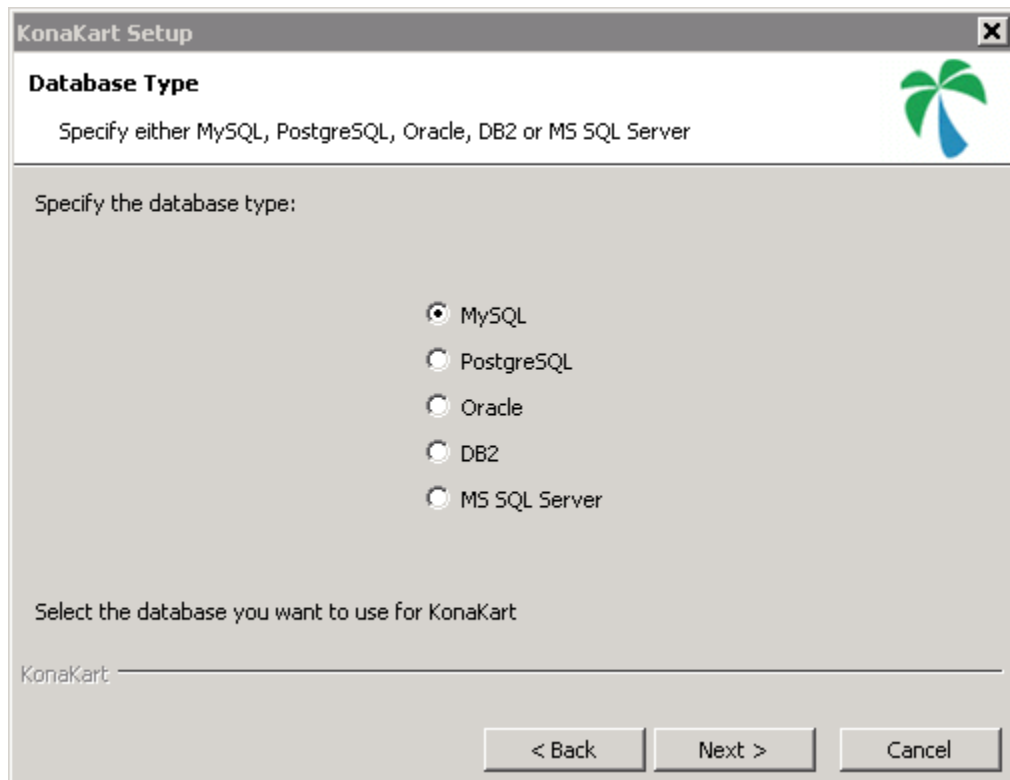 KonaKart Setup
Database Type
Specify either MySQL, PostgreSQL, Oracle, DB2 or MS SQL Server
Specify the database type:
MySQL
PostgreSQL
Oracle
DB2
MS SQL Server
Select the database you want to use for KonaKart
KonaKart
< Back Next > Cancel